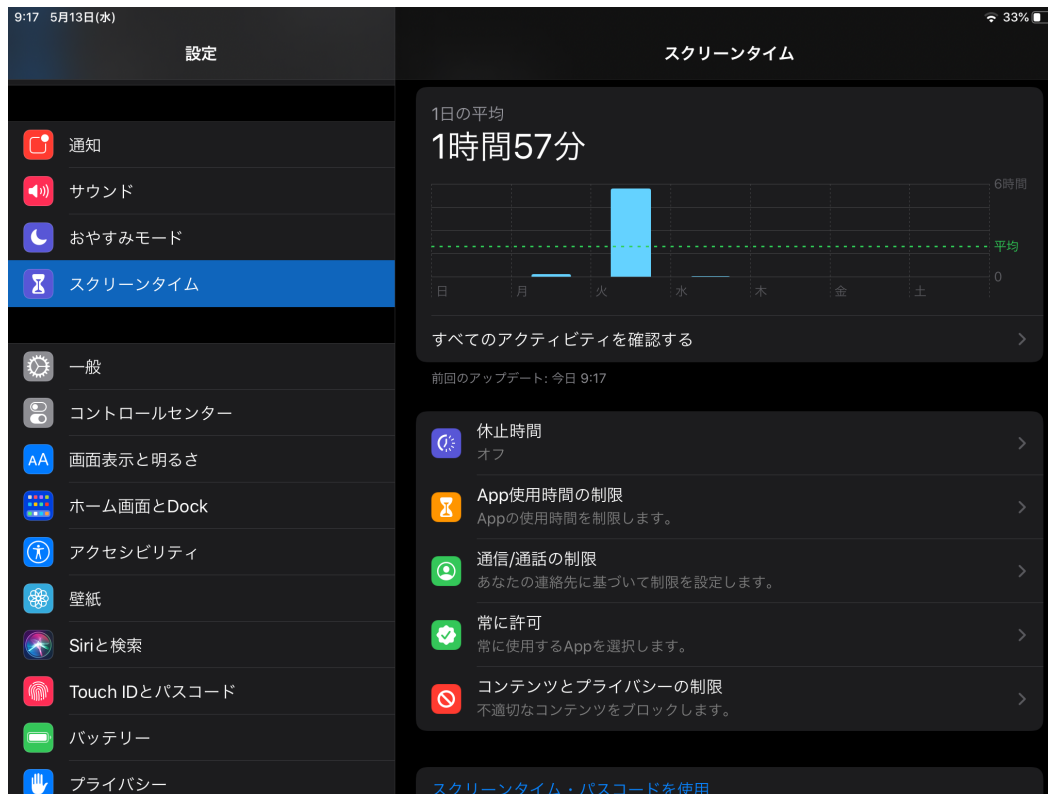 9:17 5月13日(水)
33%
設定
通知
サウンド
おやすみモード
スクリーンタイム
一般
コントロールセンター
画面表示と明るさ
ホーム画面とDock
アクセシビリティ
壁紙
Siriと検索
Touch IDとパスコード
バッテリー
プライバシー
スクリーンタイム
1日の平均
1時間57分
6時間
平均
0
日 月 火 水 木 金 土
すべてのアクティビティを確認する
前回のアップデート: 今日 9:17
休止時間
オフ
App使用時間の制限
Appの使用時間を制限します。
通信/通話の制限
あなたの連絡先に基づいて制限を設定します。
常に許可
常に使用するAppを選択します。
コンテンツとプライバシーの制限
不適切なコンテンツをブロックします。
スクリーンタイム・パスコードを使用